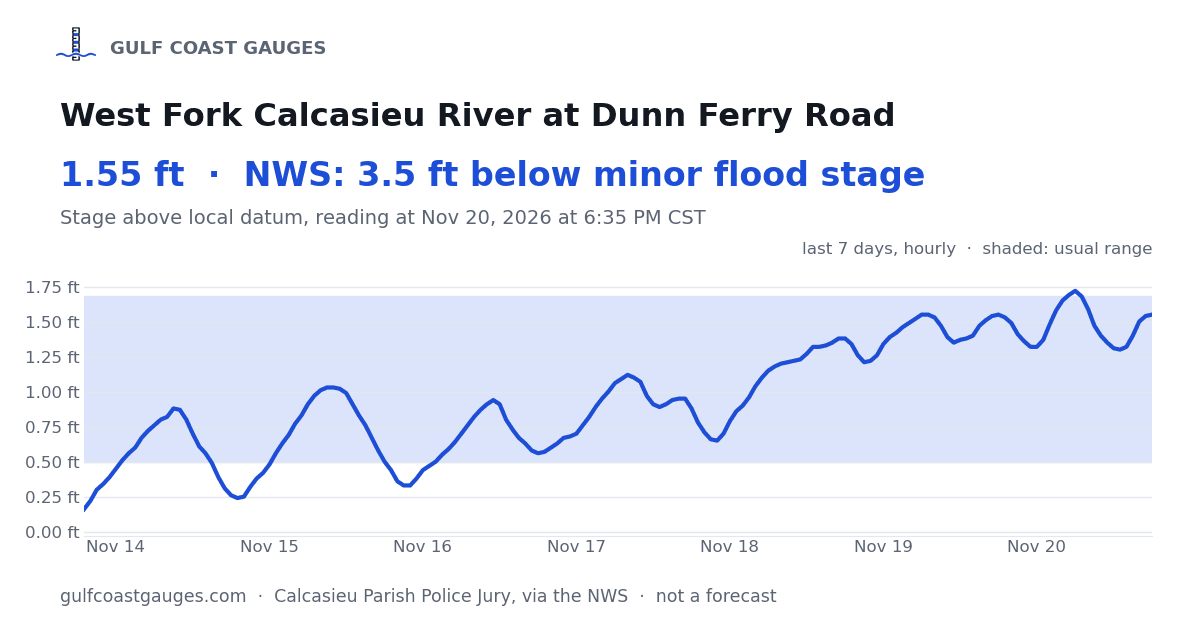 GULF COAST GAUGES
West Fork Calcasieu River at Dunn Ferry Road
1.55 ft · NWS: 3.5 ft below minor flood stage
Stage above local datum, reading at Nov 20, 2026 at 6:35 PM CST
last 7 days, hourly · shaded: usual range
1.75 ft
1.50 ft
1.25 ft
1.00 ft
0.75 ft
0.50 ft
0.25 ft
0.00 ft
Nov 14 Nov 15 Nov 16 Nov 17 Nov 18 Nov 19 Nov 20
gulfcoastgauges.com · Calcasieu Parish Police Jury, via the NWS · not a forecast